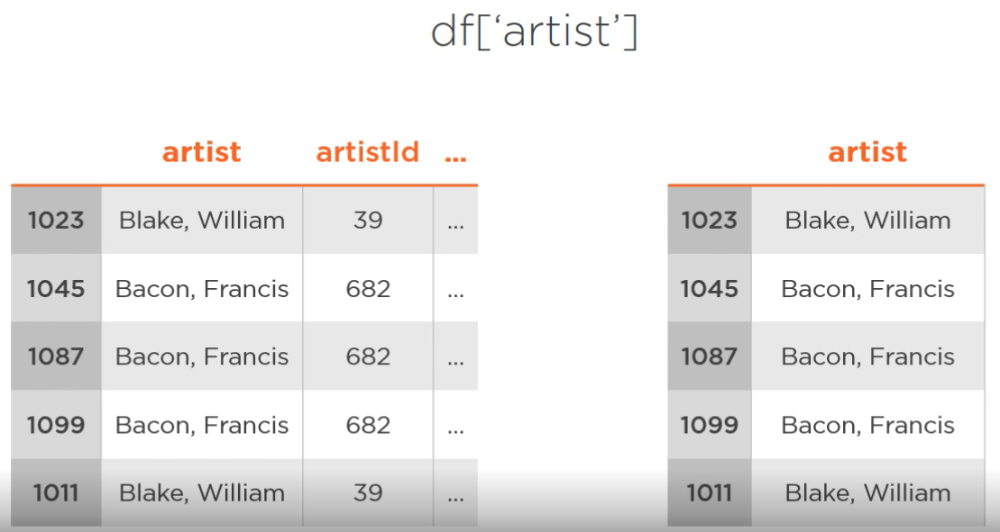 df[‘artist’]
artist artistId ...
1023 Blake, William 39 ...
1045 Bacon, Francis 682 ...
1087 Bacon, Francis 682 ...
1099 Bacon, Francis 682 ...
1011 Blake, William 39 ...
artist
1023 Blake, William
1045 Bacon, Francis
1087 Bacon, Francis
1099 Bacon, Francis
1011 Blake, William